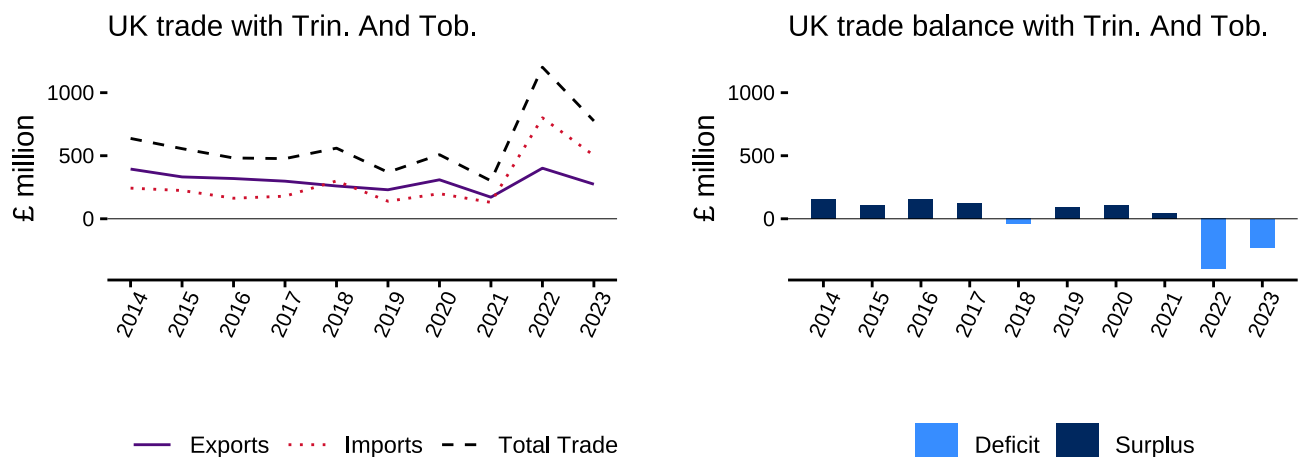 UK trade with Trin. And Tob.
£ million
1000
500
0
2014 2015 2016 2017 2018 2019 2020 2021 2022 2023
Exports Imports Total Trade
UK trade balance with Trin. And Tob.
£ million
1000
500
0
2014 2015 2016 2017 2018 2019 2020 2021 2022 2023
Deficit Surplus